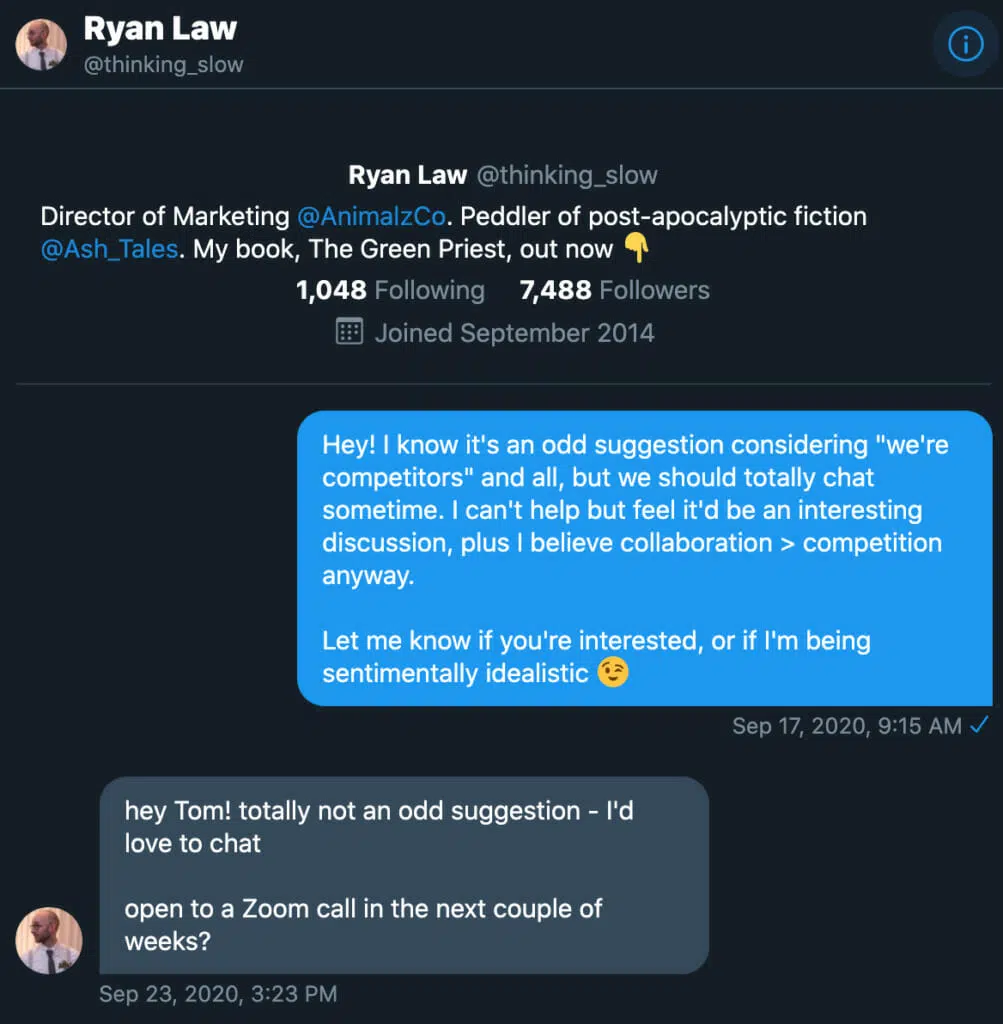 Ryan Law
@thinking_slow
Ryan Law @thinking_slow
Director of Marketing @AnimalzCo. Peddler of post-apocalyptic fiction
@Ash_Tales. My book, The Green Priest, out now 👇
1,048 Following 7,488 Followers
Joined September 2014
Hey! I know it's an odd suggestion considering "we're
competitors" and all, but we should totally chat
sometime. I can't help but feel it'd be an interesting
discussion, plus I believe collaboration > competition
anyway.
Let me know if you're interested, or if I'm being
sentimentally idealistic 😉
Sep 17, 2020, 9:15 AM ✓
hey Tom! totally not an odd suggestion - I'd
love to chat
open to a Zoom call in the next couple of
weeks?
Sep 23, 2020, 3:23 PM